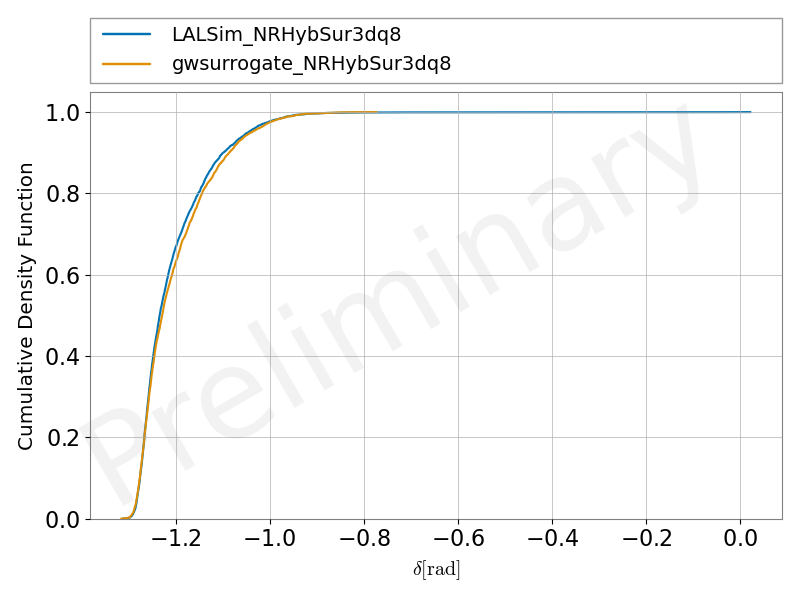 LALSim_NRHybSur3dq8
gwsurrogate_NRHybSur3dq8
Cumulative Density Function
1.0
0.8
0.6
0.4
0.2
0.0
Preliminary
−1.2 −1.0 −0.8 −0.6 −0.4 −0.2 0.0
δ[rad]